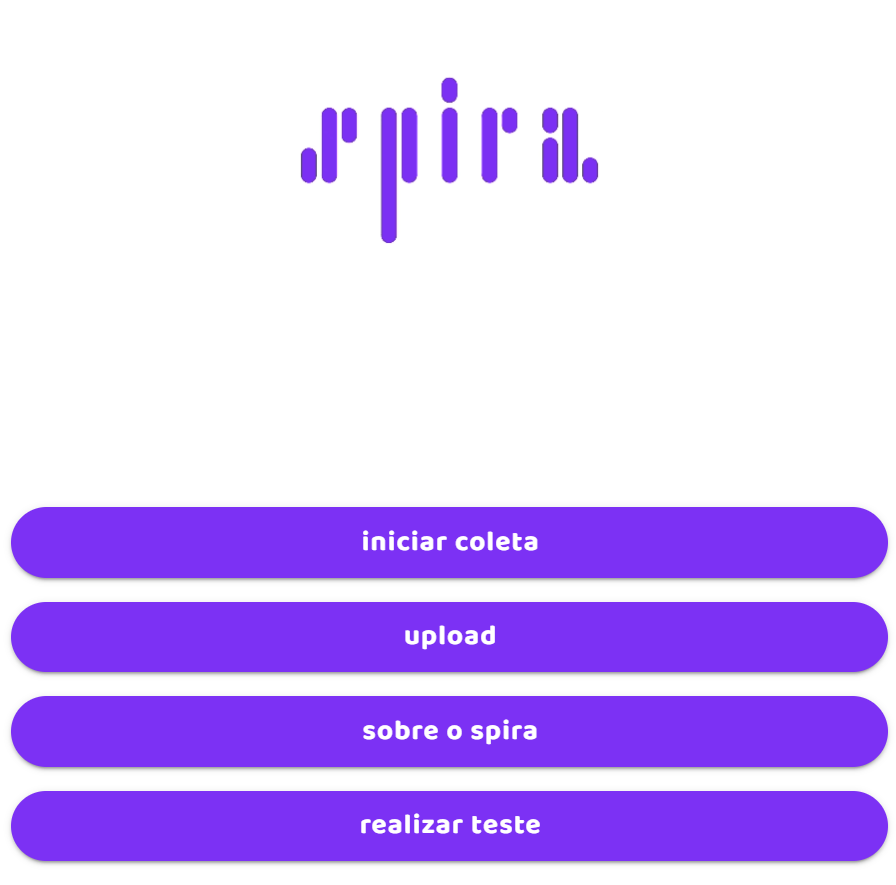 spira
iniciar coleta
upload
sobre o spira
realizar teste